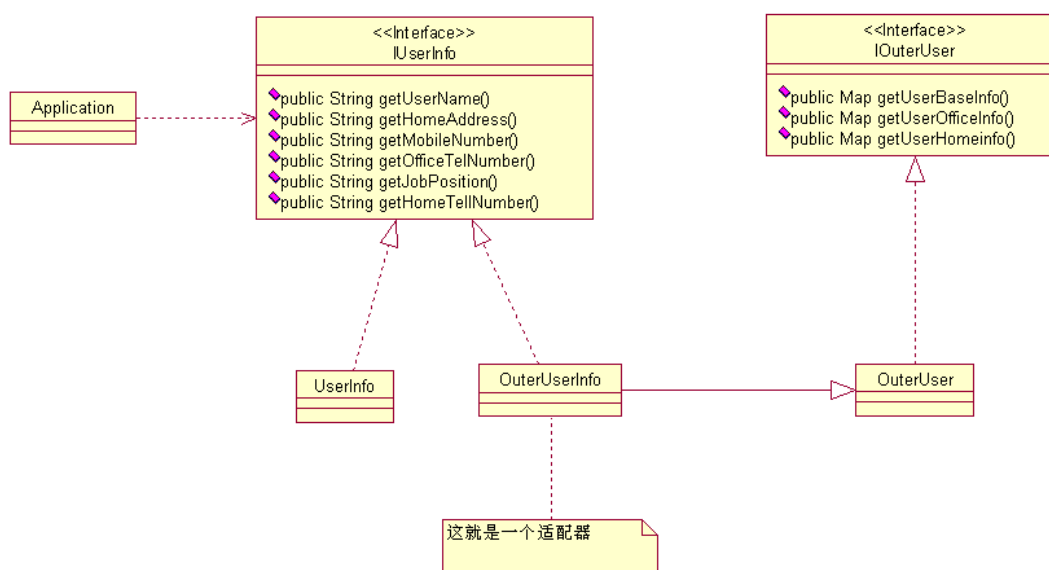 Application
<<Interface>>
IUserInfo
public String getUserName()
public String getHomeAddress()
public String getMobileNumber()
public String getOfficeTelNumber()
public String getJobPosition()
public String getHomeTellNumber()
<<Interface>>
IOuterUser
public Map getUserBaseInfo()
public Map getUserOfficeInfo()
public Map getUserHomeinfo()
UserInfo
OuterUserInfo
OuterUser
这就是一个适配器